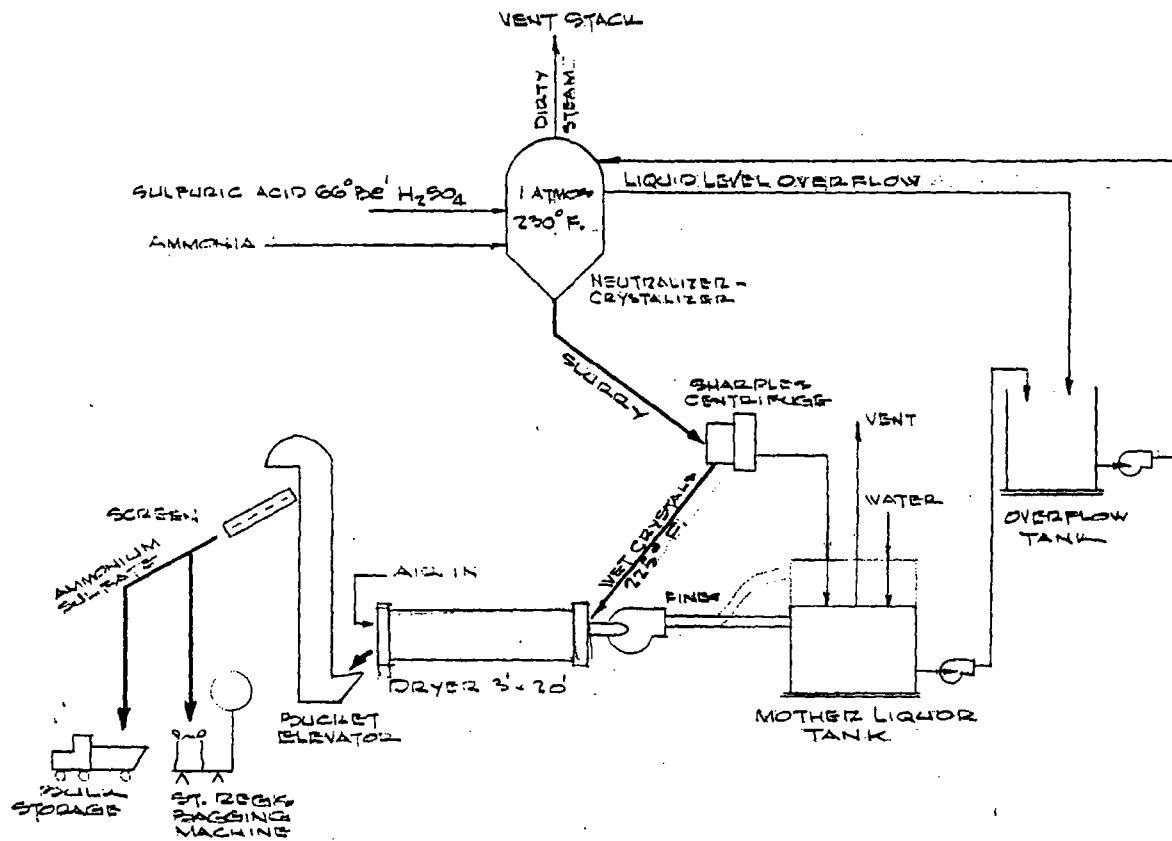 VENT STACK
DIRTY
STEAM
SULFURIC ACID 66° Be' H2SO4
AMMONIA
1 ATMOS
230° F.
LIQUID LEVEL OVERFLOW
NEUTRALIZER -
CRYSTALIZER
SLURRY
SHARPLES
CENTRIFUGE
VENT
WATER
OVERFLOW
TANK
SCREEN
AMMONIUM
SULFATE
AIR IN
WET CRYSTALS
225° F.
FINES
DRYER 3' x 20'
BUCKET
ELEVATOR
MOTHER LIQUOR
TANK
BULK
STORAGE
ST. REGIS
BAGGING
MACHINE